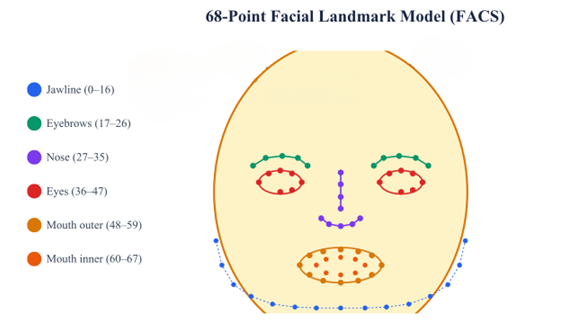 68-Point Facial Landmark Model (FACS)
Jawline (0–16)
Eyebrows (17–26)
Nose (27–35)
Eyes (36–47)
Mouth outer (48–59)
Mouth inner (60–67)